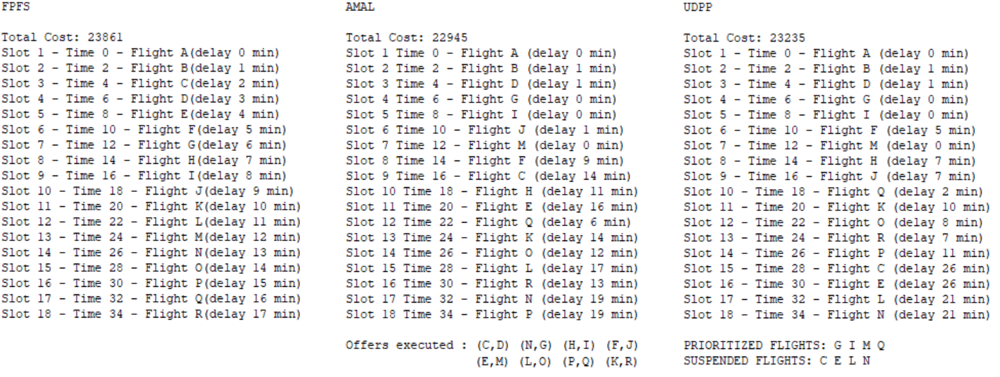 FPFS
Total Cost: 23861
Slot 1 - Time 0 - Flight A(delay 0 min)
Slot 2 - Time 2 - Flight B(delay 1 min)
Slot 3 - Time 4 - Flight C(delay 2 min)
Slot 4 - Time 6 - Flight D(delay 3 min)
Slot 5 - Time 8 - Flight E(delay 4 min)
Slot 6 - Time 10 - Flight F(delay 5 min)
Slot 7 - Time 12 - Flight G(delay 6 min)
Slot 8 - Time 14 - Flight H(delay 7 min)
Slot 9 - Time 16 - Flight I(delay 8 min)
Slot 10 - Time 18 - Flight J(delay 9 min)
Slot 11 - Time 20 - Flight K(delay 10 min)
Slot 12 - Time 22 - Flight L(delay 11 min)
Slot 13 - Time 24 - Flight M(delay 12 min)
Slot 14 - Time 26 - Flight N(delay 13 min)
Slot 15 - Time 28 - Flight O(delay 14 min)
Slot 16 - Time 30 - Flight P(delay 15 min)
Slot 17 - Time 32 - Flight Q(delay 16 min)
Slot 18 - Time 34 - Flight R(delay 17 min)
AMAL
Total Cost: 22945
Slot 1 Time 0 - Flight A (delay 0 min)
Slot 2 Time 2 - Flight B (delay 1 min)
Slot 3 Time 4 - Flight D (delay 1 min)
Slot 4 Time 6 - Flight G (delay 0 min)
Slot 5 Time 8 - Flight I (delay 0 min)
Slot 6 Time 10 - Flight J (delay 1 min)
Slot 7 Time 12 - Flight M (delay 0 min)
Slot 8 Time 14 - Flight F (delay 9 min)
Slot 9 Time 16 - Flight C (delay 14 min)
Slot 10 Time 18 - Flight H (delay 11 min)
Slot 11 Time 20 - Flight E (delay 16 min)
Slot 12 Time 22 - Flight Q (delay 6 min)
Slot 13 Time 24 - Flight K (delay 14 min)
Slot 14 Time 26 - Flight O (delay 12 min)
Slot 15 Time 28 - Flight L (delay 17 min)
Slot 16 Time 30 - Flight R (delay 13 min)
Slot 17 Time 32 - Flight N (delay 19 min)
Slot 18 Time 34 - Flight P (delay 19 min)
Offers executed : (C,D) (N,G) (H,I) (F,J)
(E,M) (L,O) (P,Q) (K,R)
UDPP
Total Cost: 23235
Slot 1 - Time 0 - Flight A (delay 0 min)
Slot 2 - Time 2 - Flight B (delay 1 min)
Slot 3 - Time 4 - Flight D (delay 1 min)
Slot 4 - Time 6 - Flight G (delay 0 min)
Slot 5 - Time 8 - Flight I (delay 0 min)
Slot 6 - Time 10 - Flight F (delay 5 min)
Slot 7 - Time 12 - Flight M (delay 0 min)
Slot 8 - Time 14 - Flight H (delay 7 min)
Slot 9 - Time 16 - Flight J (delay 7 min)
Slot 10 - Time 18 - Flight Q (delay 2 min)
Slot 11 - Time 20 - Flight K (delay 10 min)
Slot 12 - Time 22 - Flight O (delay 8 min)
Slot 13 - Time 24 - Flight R (delay 7 min)
Slot 14 - Time 26 - Flight P (delay 11 min)
Slot 15 - Time 28 - Flight C (delay 26 min)
Slot 16 - Time 30 - Flight E (delay 26 min)
Slot 17 - Time 32 - Flight L (delay 21 min)
Slot 18 - Time 34 - Flight N (delay 21 min)
PRIORITIZED FLIGHTS: G I M Q
SUSPENDED FLIGHTS: C E L N